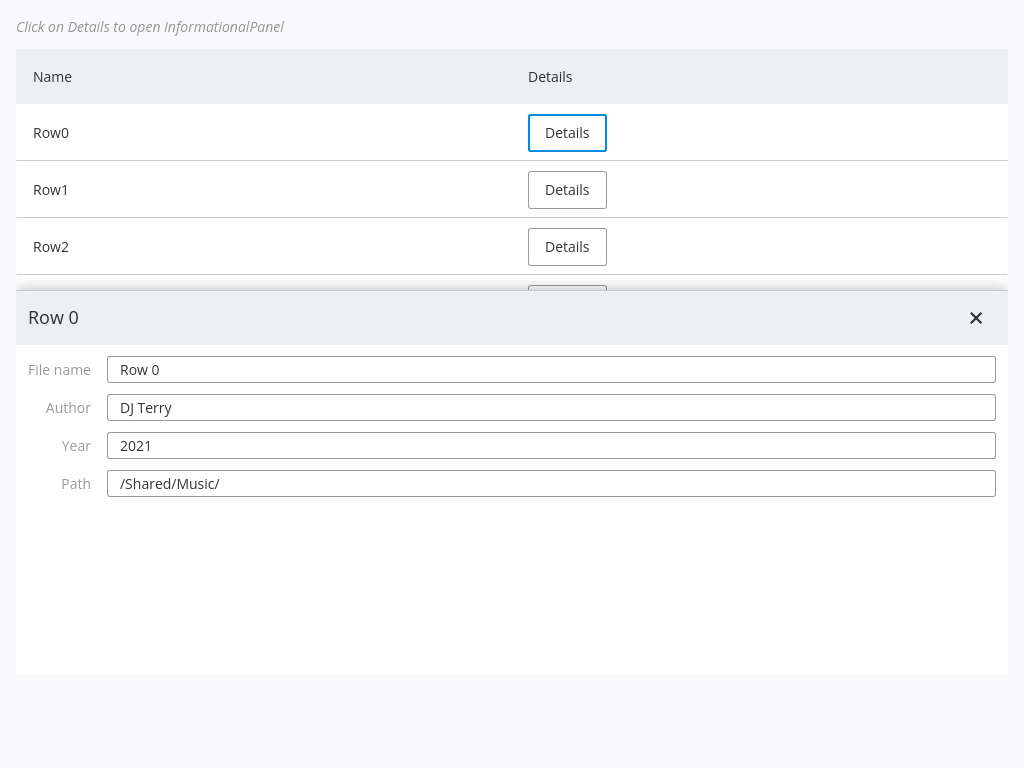 Click on Details to open InformationalPanel
Name Details
Row0 Details
Row1 Details
Row2 Details
Row 0
File name Row 0
Author DJ Terry
Year 2021
Path /Shared/Music/